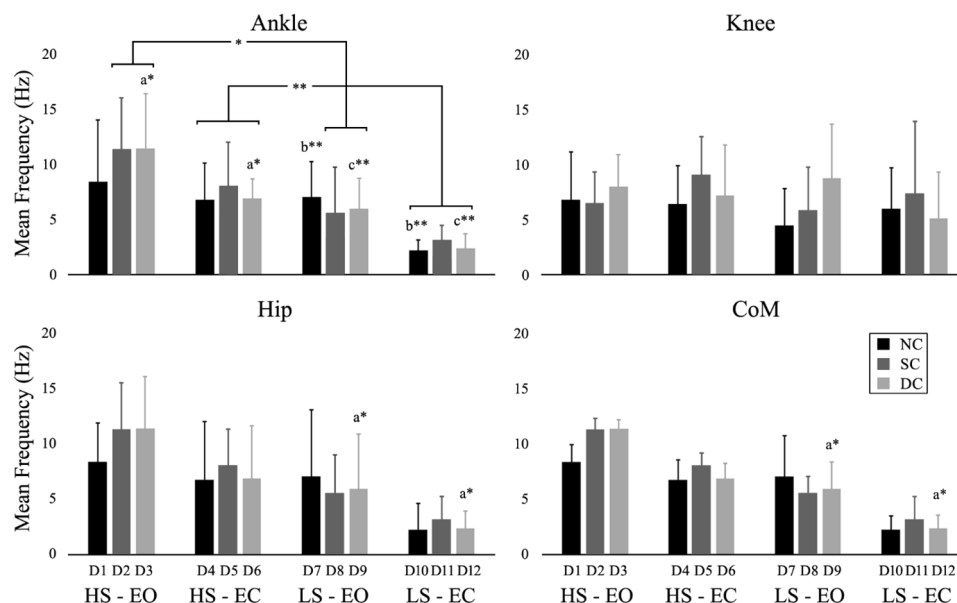 Ankle
Knee
Mean Frequency (Hz)
20
15
10
5
0
*
**
a*
a*
b**
c**
b**
c**
20
15
10
5
0
Hip
CoM
Mean Frequency (Hz)
20
15
10
5
0
a*
a*
20
15
10
5
0
NC
SC
DC
a*
a*
D1 D2 D3 D4 D5 D6 D7 D8 D9 D10 D11 D12
HS - EO HS - EC LS - EO LS - EC
D1 D2 D3 D4 D5 D6 D7 D8 D9 D10 D11 D12
HS - EO HS - EC LS - EO LS - EC